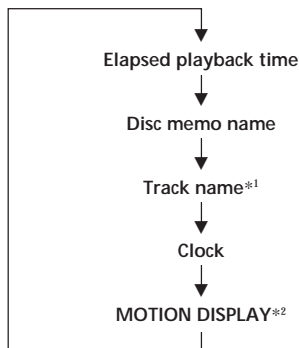 Elapsed playback time
Disc memo name
Track name*1
Clock
MOTION DISPLAY*2